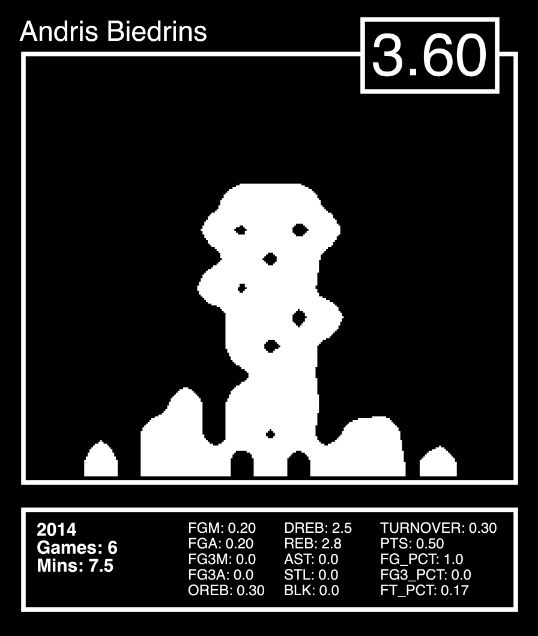 Andris Biedrins
3.60
2014
Games: 6
Mins: 7.5
FGM: 0.20
FGA: 0.20
FG3M: 0.0
FG3A: 0.0
OREB: 0.30
DREB: 2.5
REB: 2.8
AST: 0.0
STL: 0.0
BLK: 0.0
TURNOVER: 0.30
PTS: 0.50
FG_PCT: 1.0
FG3_PCT: 0.0
FT_PCT: 0.17